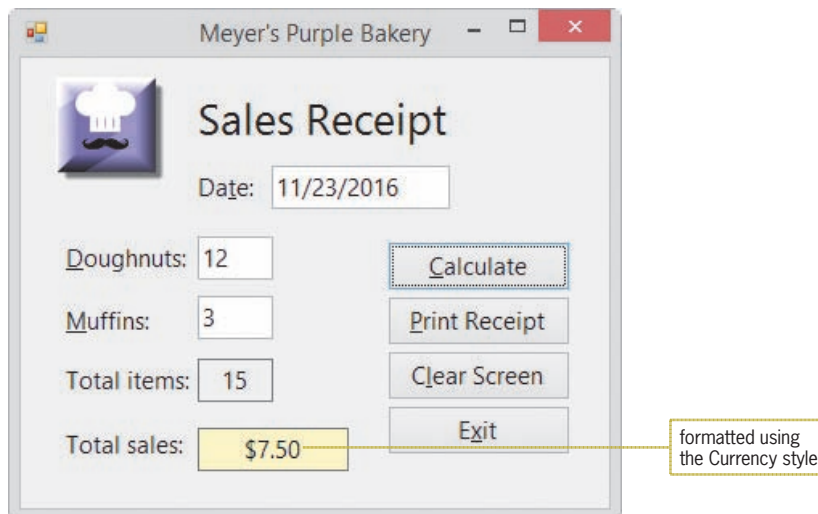 Meyer's Purple Bakery
Sales Receipt
Date: 11/23/2016
Doughnuts: 12
Calculate
Muffins: 3
Print Receipt
Total items: 15
Clear Screen
Total sales: $7.50
Exit
formatted using
the Currency style